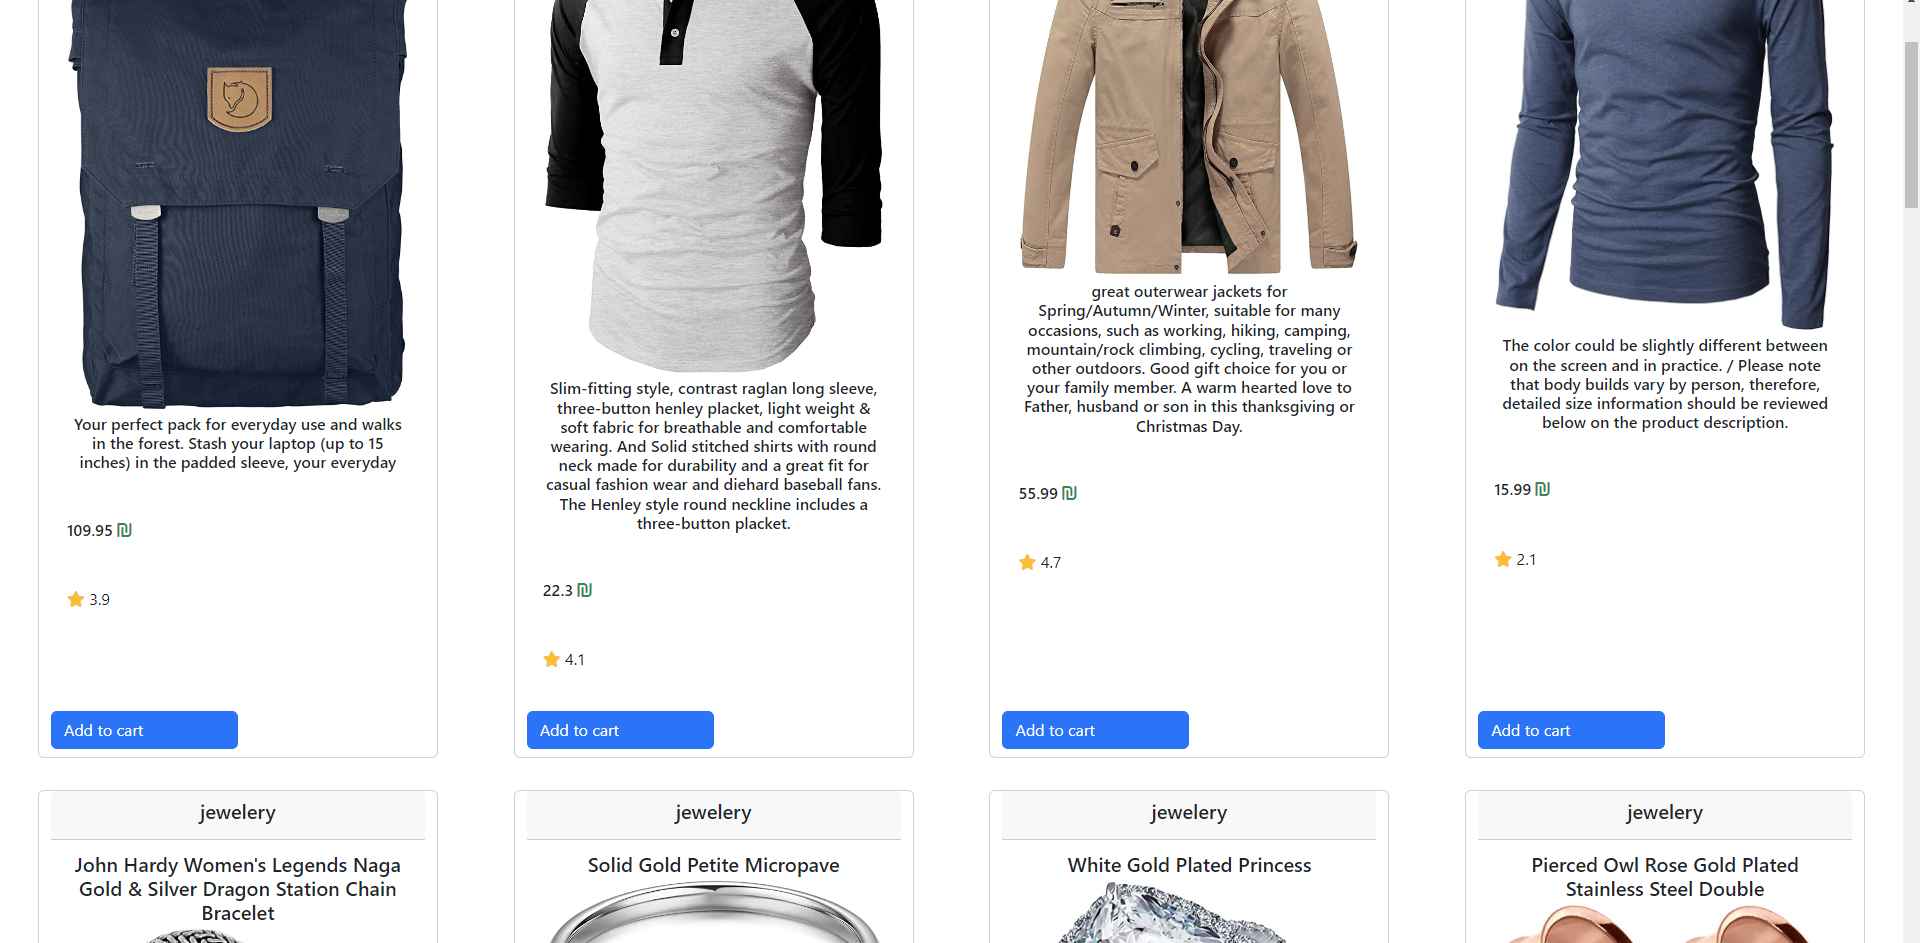 Your perfect pack for everyday use and walks
in the forest. Stash your laptop (up to 15
inches) in the padded sleeve, your everyday
109.95 ₪
3.9
Add to cart
Slim-fitting style, contrast raglan long sleeve,
three-button henley placket, light weight &
soft fabric for breathable and comfortable
wearing. And Solid stitched shirts with round
neck made for durability and a great fit for
casual fashion wear and diehard baseball fans.
The Henley style round neckline includes a
three-button placket.
22.3 ₪
4.1
Add to cart
great outerwear jackets for
Spring/Autumn/Winter, suitable for many
occasions, such as working, hiking, camping,
mountain/rock climbing, cycling, traveling or
other outdoors. Good gift choice for you or
your family member. A warm hearted love to
Father, husband or son in this thanksgiving or
Christmas Day.
55.99 ₪
4.7
Add to cart
The color could be slightly different between
on the screen and in practice. / Please note
that body builds vary by person, therefore,
detailed size information should be reviewed
below on the product description.
15.99 ₪
2.1
Add to cart
jewelery
John Hardy Women's Legends Naga
Gold & Silver Dragon Station Chain
Bracelet
jewelery
Solid Gold Petite Micropave
jewelery
White Gold Plated Princess
jewelery
Pierced Owl Rose Gold Plated
Stainless Steel Double